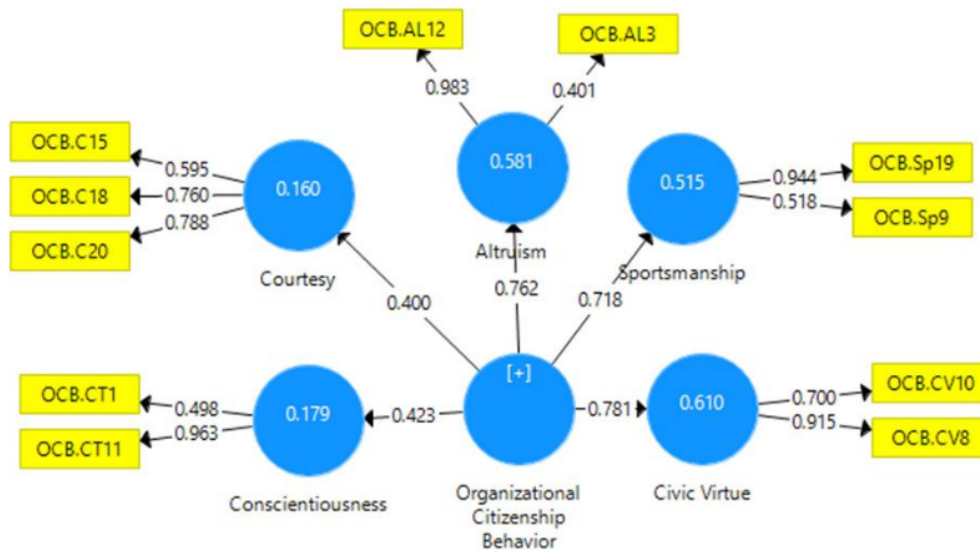 OCB.AL12
OCB.AL3
0.983
0.401
OCB.C15
OCB.C18
OCB.C20
0.595
0.760
0.788
0.160
Courtesy
0.581
Altruism
0.515
Sportsmanship
0.944
0.518
OCB.Sp19
OCB.Sp9
0.400
0.762
0.718
OCB.CT1
OCB.CT11
0.498
0.963
0.179
Conscientiousness
0.423
[+]
Organizational
Citizenship
Behavior
0.781
0.610
Civic Virtue
0.700
0.915
OCB.CV10
OCB.CV8